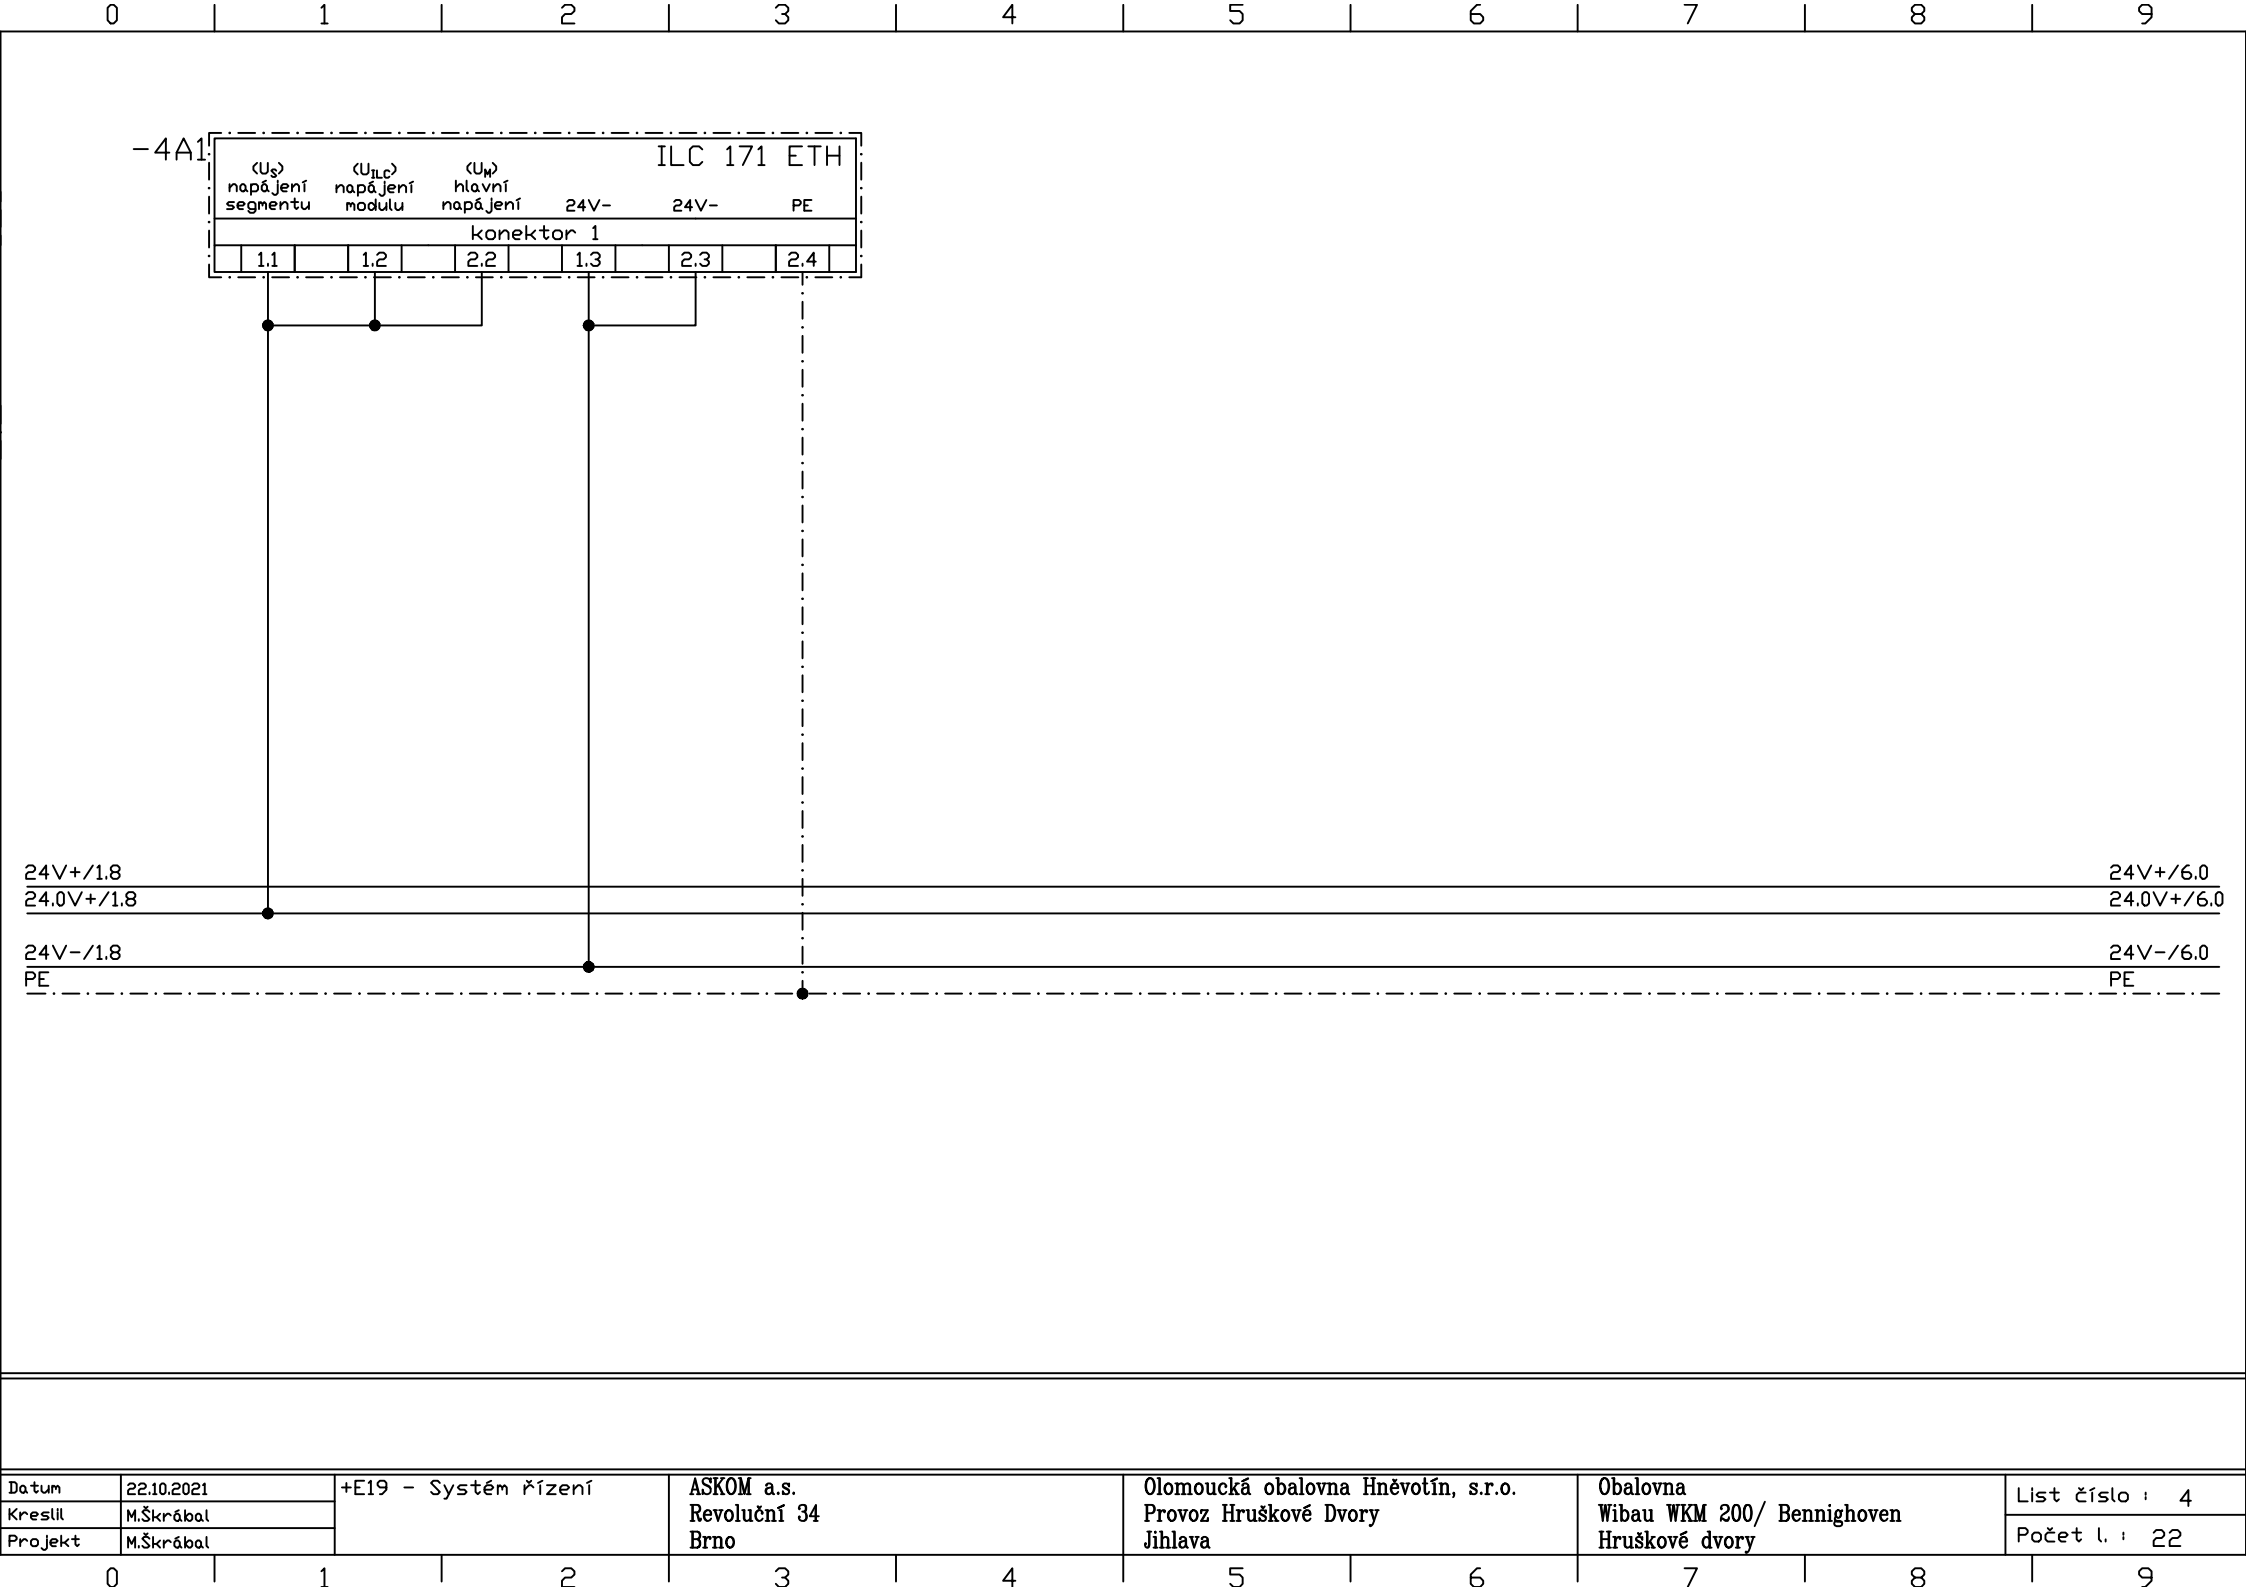 0 1 2 3 4 5 6 7 8 9
-4A1
ILC 171 ETH
(US) (UILC) (UM)
napájení napájení hlavní
segmentu modulu napájení 24V- 24V- PE
konektor 1
1.1 1.2 2.2 1.3 2.3 2.4
24V+/1.8 24V+/6.0
24.0V+/1.8 24.0V+/6.0
24V-/1.8 24V-/6.0
PE PE
Datum 22.10.2021
Kreslil M.Škrábal
Projekt M.Škrábal
+E19 - Systém řízení
ASKOM a.s.
Revoluční 34
Brno
Olomoucká obalovna Hněvotín, s.r.o.
Provoz Hruškové Dvory
Jihlava
Obalovna
Wibau WKM 200/ Bennighoven
Hruškové dvory
List číslo : 4
Počet l. : 22
0 1 2 3 4 5 6 7 8 9